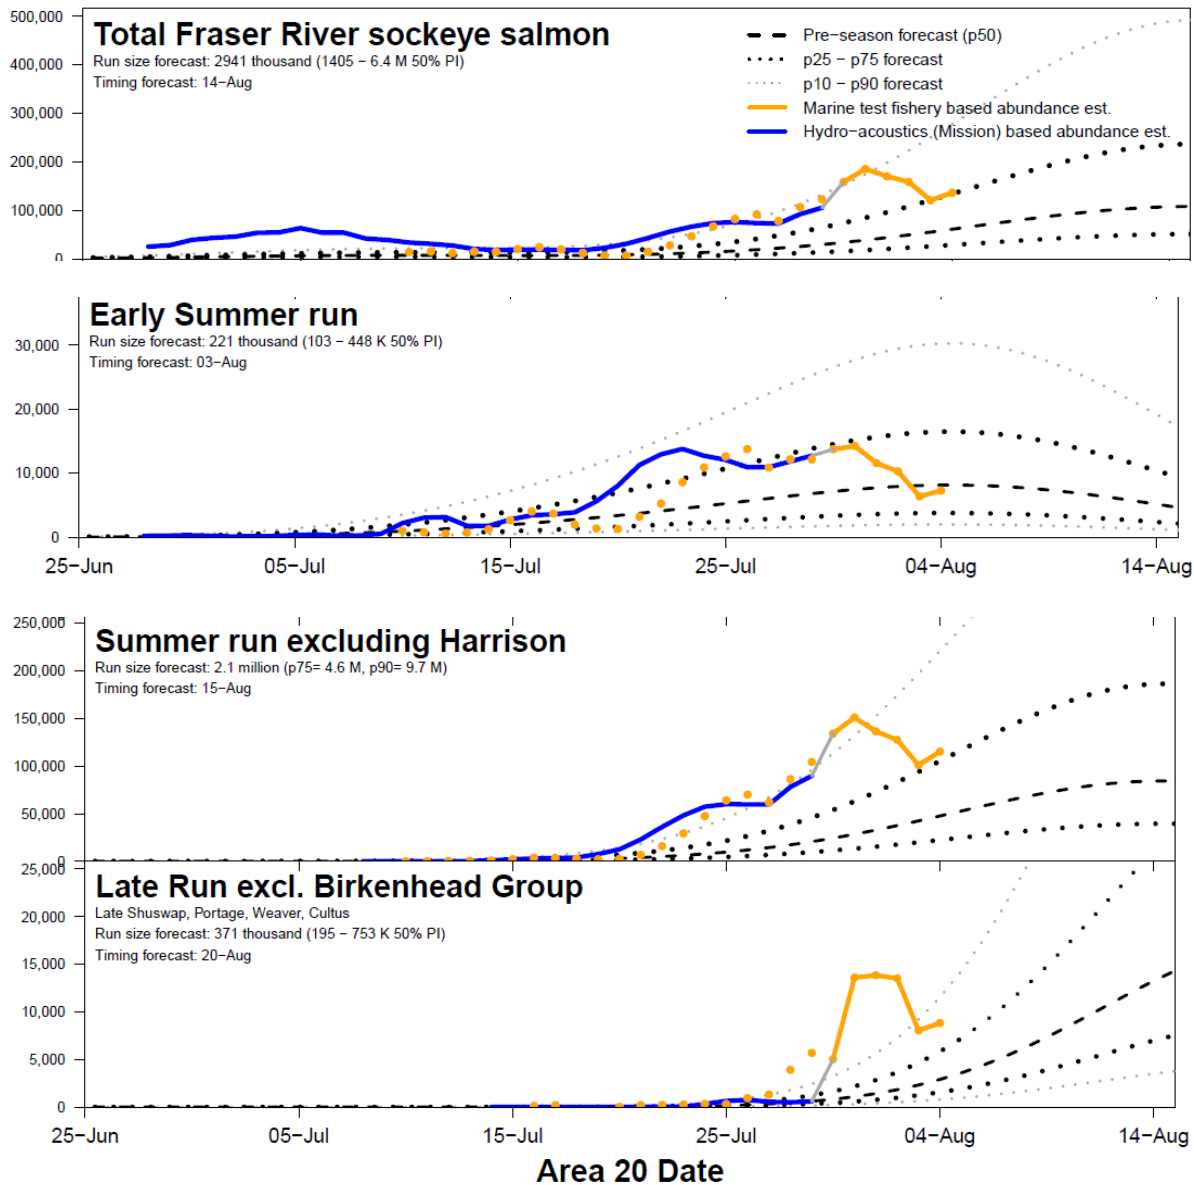 Total Fraser River sockeye salmon
Run size forecast: 2941 thousand (1405 − 6.4 M 50% PI)
Timing forecast: 14−Aug
Pre−season forecast (p50)
p25 − p75 forecast
p10 − p90 forecast
Marine test fishery based abundance est.
Hydro−acoustics (Mission) based abundance est.
500,000
400,000
300,000
200,000
100,000
0
Early Summer run
Run size forecast: 221 thousand (103 − 448 K 50% PI)
Timing forecast: 03−Aug
30,000
20,000
10,000
0
25−Jun 05−Jul 15−Jul 25−Jul 04−Aug 14−Aug
Summer run excluding Harrison
Run size forecast: 2.1 million (p75= 4.6 M, p90= 9.7 M)
Timing forecast: 15−Aug
250,000
200,000
150,000
100,000
50,000
0
Late Run excl. Birkenhead Group
Late Shuswap, Portage, Weaver, Cultus
Run size forecast: 371 thousand (195 − 753 K 50% PI)
Timing forecast: 20−Aug
25,000
20,000
15,000
10,000
5,000
0
25−Jun 05−Jul 15−Jul 25−Jul 04−Aug 14−Aug
Area 20 Date